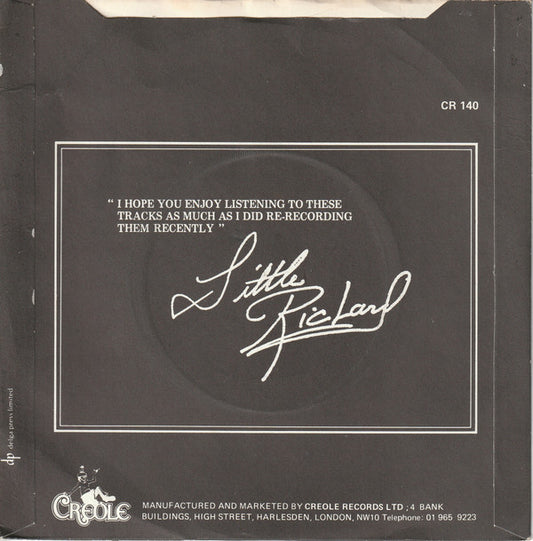 CR 140
" I HOPE YOU ENJOY LISTENING TO THESE
TRACKS AS MUCH AS I DID RE-RECORDING
THEM RECENTLY "
Little
Richard
dp delga press limited
CREOLE
MANUFACTURED AND MARKETED BY CREOLE RECORDS LTD ; 4 BANK
BUILDINGS, HIGH STREET, HARLESDEN, LONDON, NW10 Telephone: 01 965 9223